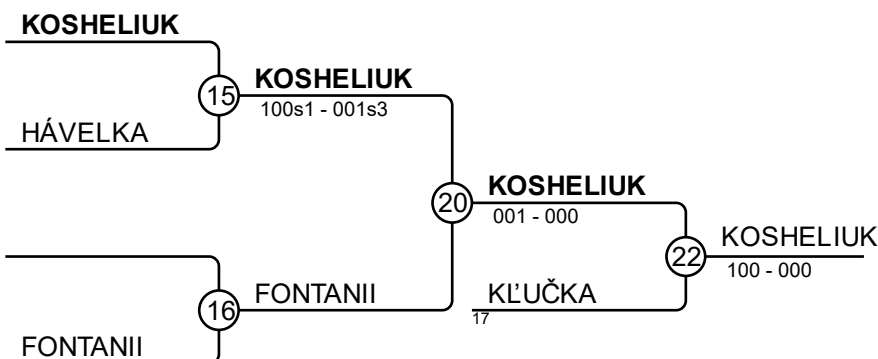 KOSHELIUK
15
KOSHELIUK
100s1 - 001s3
HÁVELKA
20
KOSHELIUK
001 - 000
22
KOSHELIUK
100 - 000
16
FONTANII
KĽUČKA
17
FONTANII